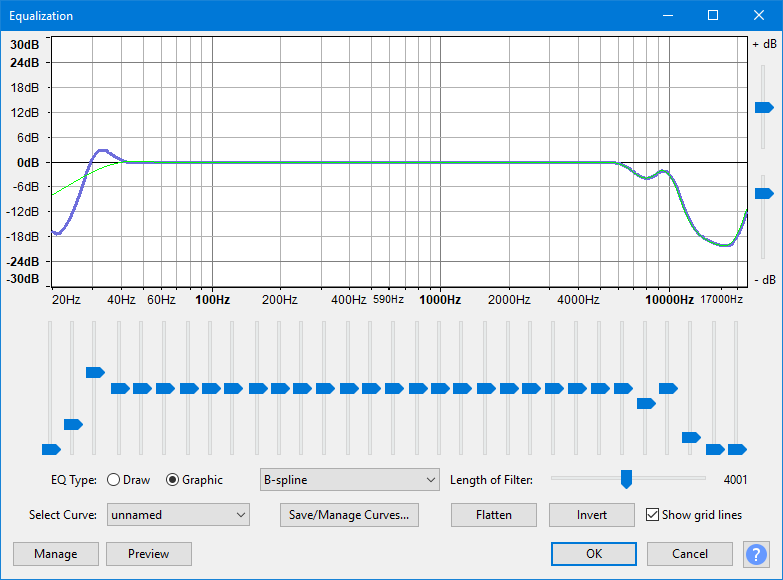 Equalization
30dB
24dB
18dB
12dB
6dB
0dB
-6dB
-12dB
-18dB
-24dB
-30dB
+ dB
- dB
20Hz 40Hz 60Hz 100Hz 200Hz 400Hz 590Hz 1000Hz 2000Hz 4000Hz 10000Hz 17000Hz
EQ Type: Draw Graphic B-spline Length of Filter: 4001
Select Curve: unnamed Save/Manage Curves... Flatten Invert Show grid lines
Manage Preview OK Cancel ?